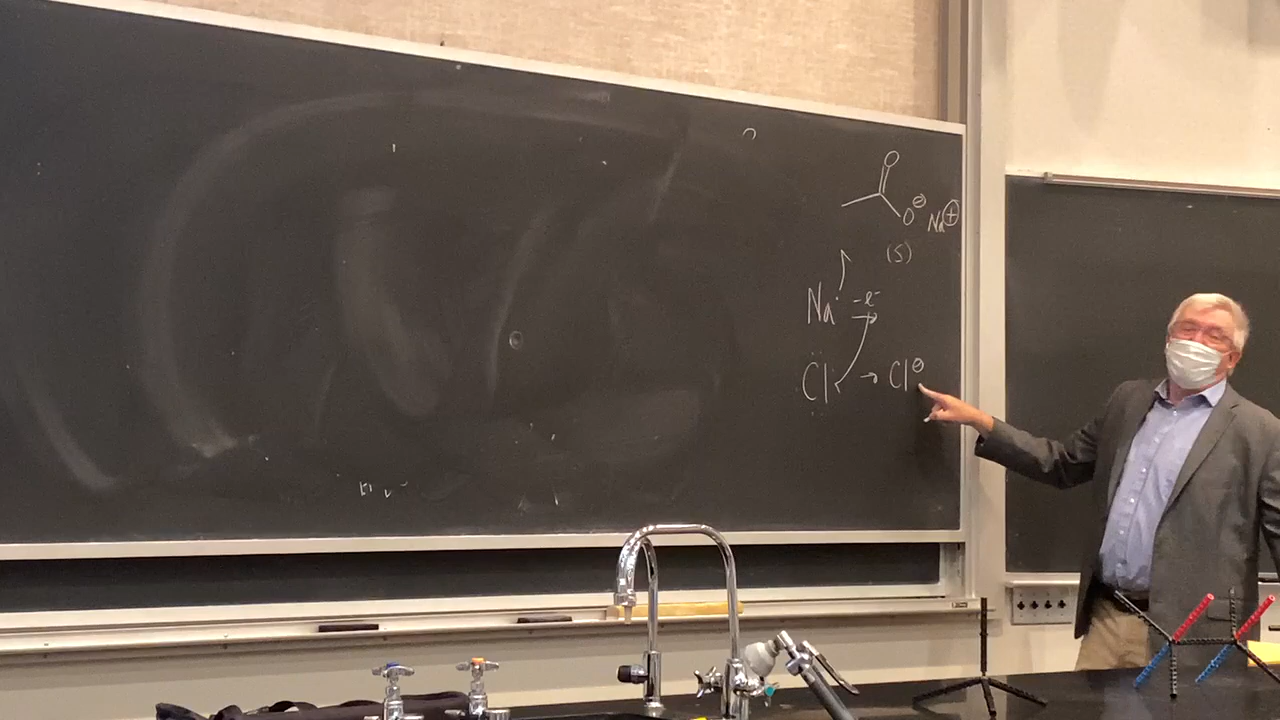 O
O⊖ Na⊕
(S)
Na· -e⁻ →
Cl → Cl⊖